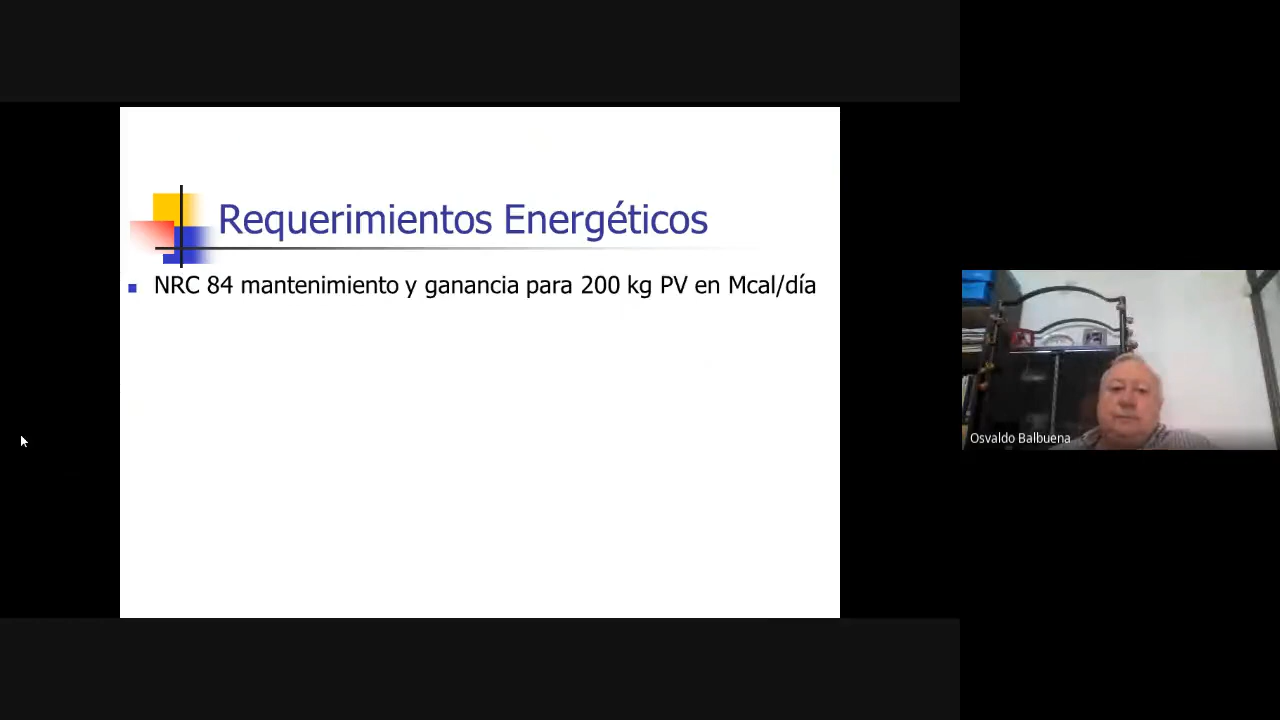 Requerimientos Energéticos
NRC 84 mantenimiento y ganancia para 200 kg PV en Mcal/día
Osvaldo Balbuena